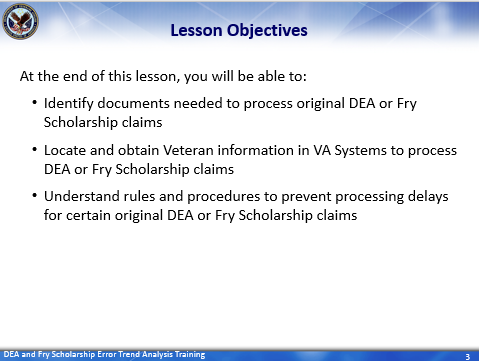 Lesson Objectives
At the end of this lesson, you will be able to:
• Identify documents needed to process original DEA or Fry
Scholarship claims
• Locate and obtain Veteran information in VA Systems to process
DEA or Fry Scholarship claims
• Understand rules and procedures to prevent processing delays
for certain original DEA or Fry Scholarship claims
DEA and Fry Scholarship Error Trend Analysis Training
3